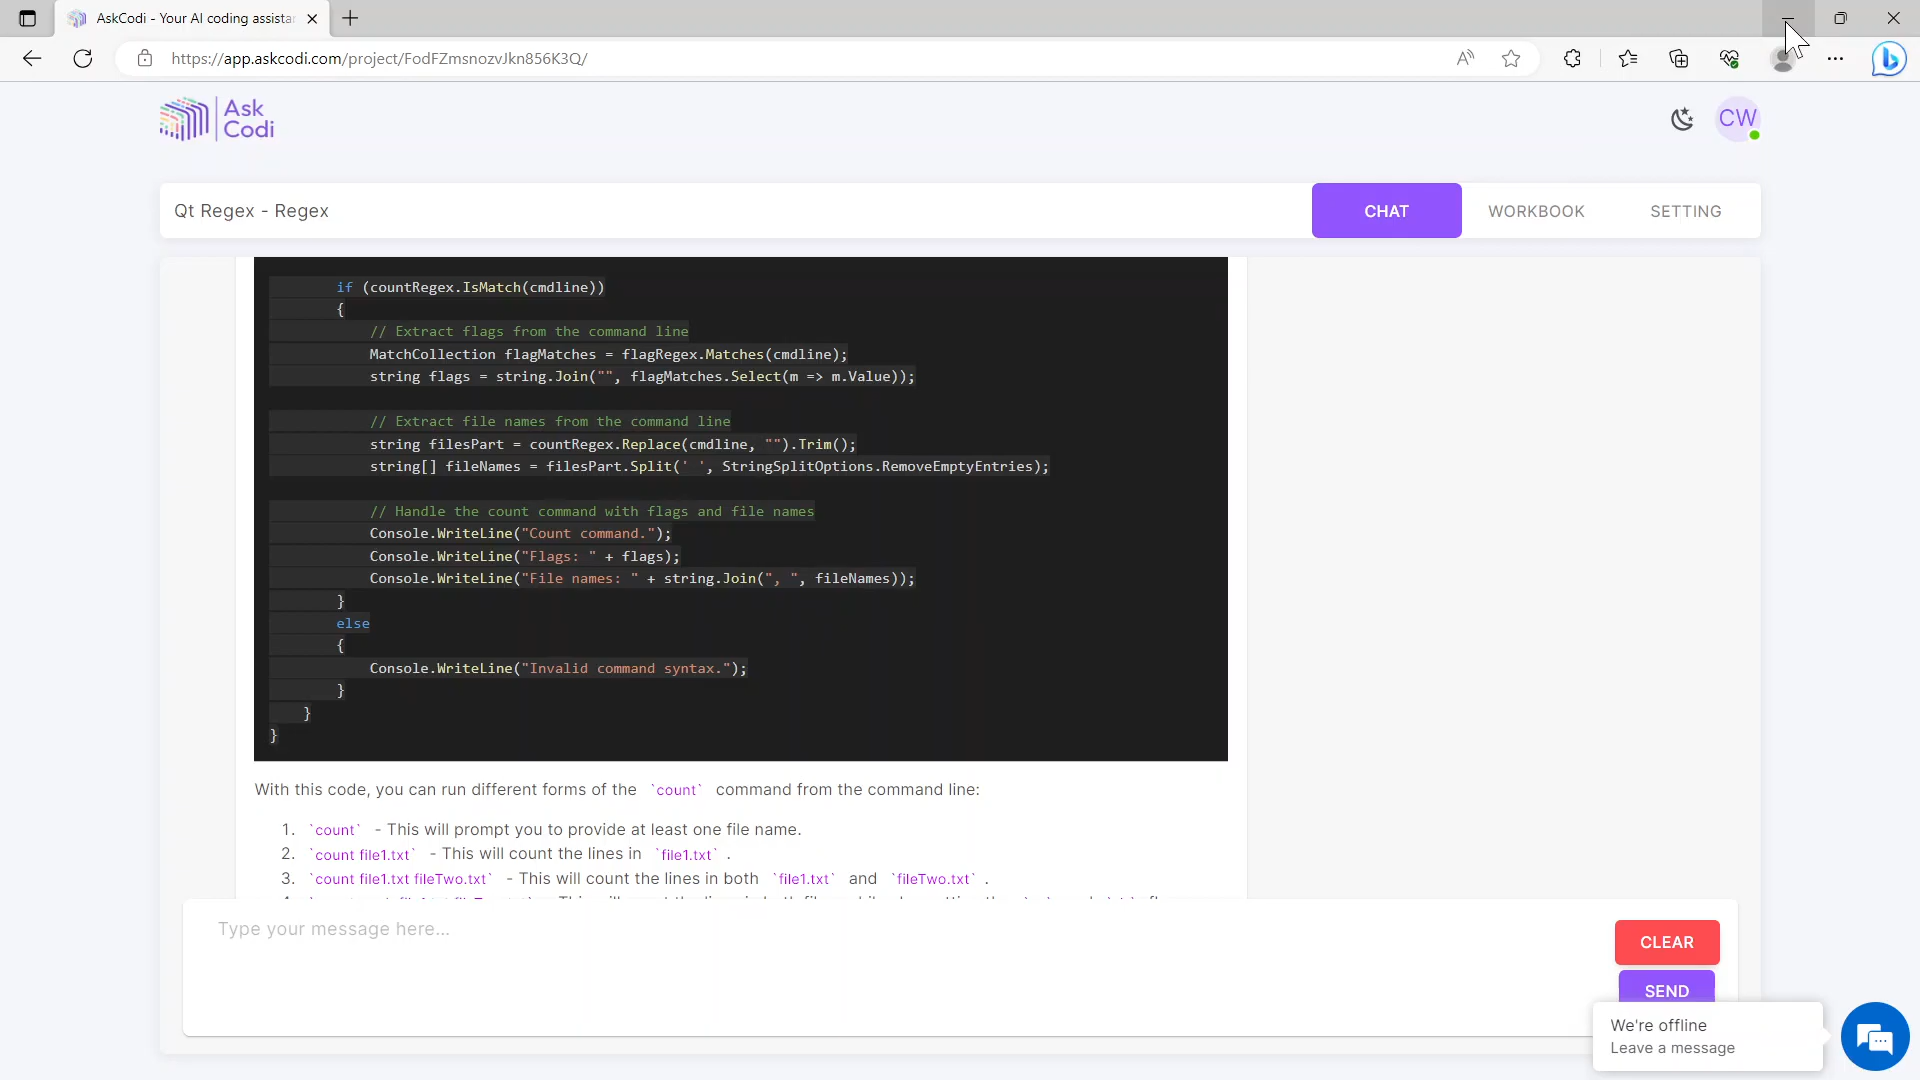 AskCodi - Your AI coding assista
https://app.askcodi.com/project/FodFZmsnozvJkn856K3Q/
Ask
Codi
CW
Qt Regex - Regex
CHAT
WORKBOOK
SETTING
if (countRegex.IsMatch(cmdline))
{
// Extract flags from the command line
MatchCollection flagMatches = flagRegex.Matches(cmdline);
string flags = string.Join("", flagMatches.Select(m => m.Value));
// Extract file names from the command line
string filesPart = countRegex.Replace(cmdline, "").Trim();
string[] fileNames = filesPart.Split(' ', StringSplitOptions.RemoveEmptyEntries);
// Handle the count command with flags and file names
Console.WriteLine("Count command.");
Console.WriteLine("Flags: " + flags);
Console.WriteLine("File names: " + string.Join(", ", fileNames));
}
else
{
Console.WriteLine("Invalid command syntax.");
}
}
}
With this code, you can run different forms of the `count` command from the command line:
1. `count` - This will prompt you to provide at least one file name.
2. `count file1.txt` - This will count the lines in `file1.txt` .
3. `count file1.txt fileTwo.txt` - This will count the lines in both `file1.txt` and `fileTwo.txt` .
Type your message here...
CLEAR
SEND
We're offline
Leave a message